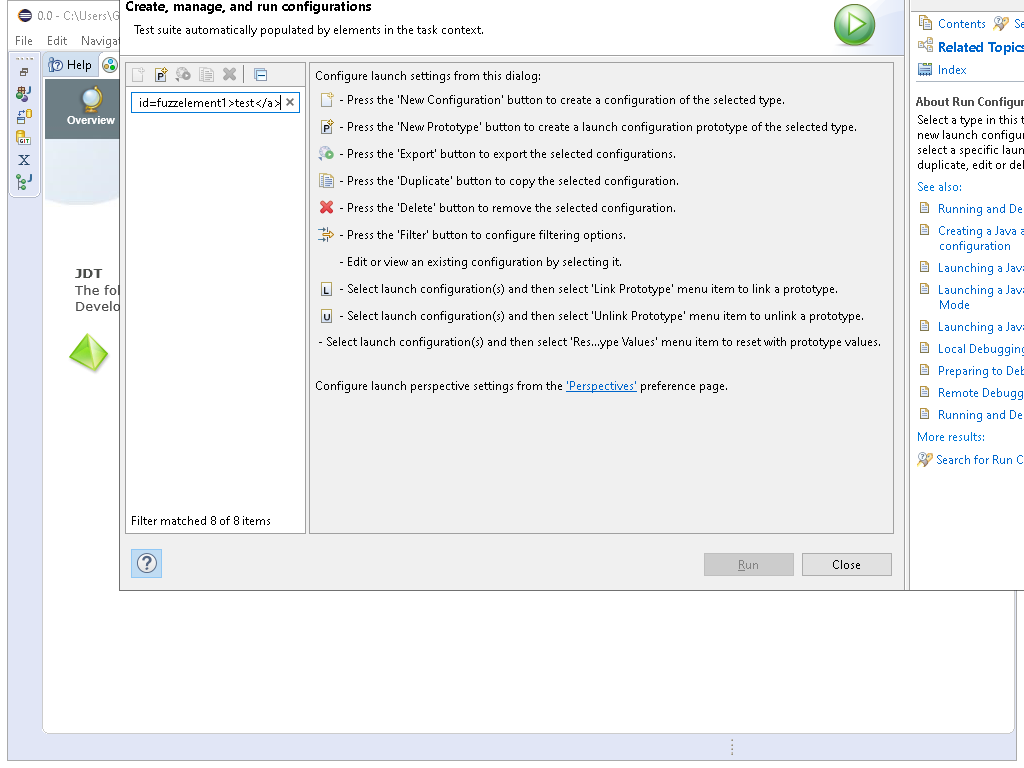 0.0 - C:\Users\G
File Edit Navigat
Help
Overview
JDT
The fol
Develo
Create, manage, and run configurations
Test suite automatically populated by elements in the task context.
id=fuzzelement1>test</a>
Filter matched 8 of 8 items
Configure launch settings from this dialog:
- Press the 'New Configuration' button to create a configuration of the selected type.
- Press the 'New Prototype' button to create a launch configuration prototype of the selected type.
- Press the 'Export' button to export the selected configurations.
- Press the 'Duplicate' button to copy the selected configuration.
- Press the 'Delete' button to remove the selected configuration.
- Press the 'Filter' button to configure filtering options.
- Edit or view an existing configuration by selecting it.
L - Select launch configuration(s) and then select 'Link Prototype' menu item to link a prototype.
U - Select launch configuration(s) and then select 'Unlink Prototype' menu item to unlink a prototype.
- Select launch configuration(s) and then select 'Res...ype Values' menu item to reset with prototype values.
Configure launch perspective settings from the 'Perspectives' preference page.
Run
Close
Contents Se
Related Topics
Index
About Run Configur
Select a type in this t
new launch configu
select a specific laun
duplicate, edit or del
See also:
Running and De
Creating a Java a
configuration
Launching a Java
Launching a Java
Mode
Launching a Java
Local Debugging
Preparing to Deb
Remote Debugg
Running and De
More results:
Search for Run C